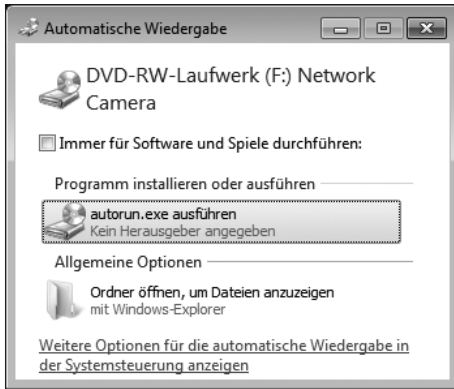 Automatische Wiedergabe
DVD-RW-Laufwerk (F:) Network
Camera
Immer für Software und Spiele durchführen:
Programm installieren oder ausführen
autorun.exe ausführen
Kein Herausgeber angegeben
Allgemeine Optionen
Ordner öffnen, um Dateien anzuzeigen
mit Windows-Explorer
Weitere Optionen für die automatische Wiedergabe in
der Systemsteuerung anzeigen